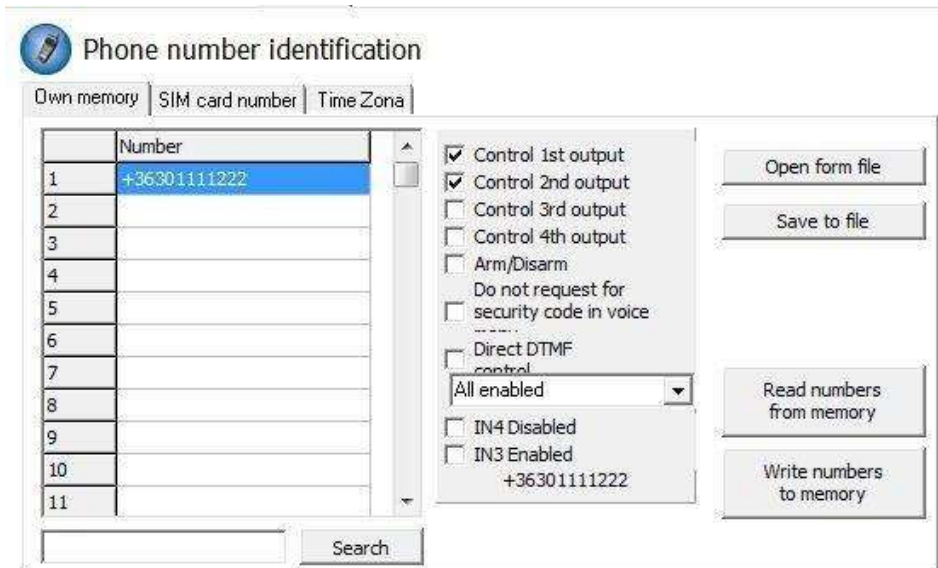 Phone number identification
Own memory
SIM card number
Time Zona
Number
1
+36301111222
2
3
4
5
6
7
8
9
10
11
Search
Control 1st output
Control 2nd output
Control 3rd output
Control 4th output
Arm/Disarm
Do not request for
security code in voice
Direct DTMF
control
All enabled
IN4 Disabled
IN3 Enabled
+36301111222
Open form file
Save to file
Read numbers
from memory
Write numbers
to memory